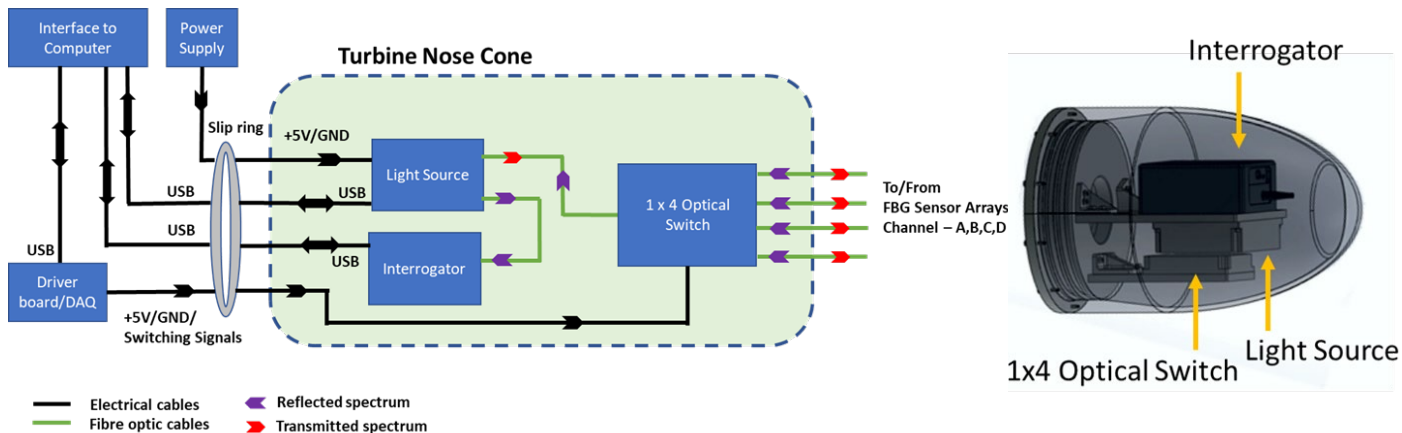 Interface to
Computer
Power
Supply
Turbine Nose Cone
Slip ring
+5V/GND
Light Source
USB
USB
USB
USB
USB
Interrogator
1 x 4 Optical
Switch
To/From
FBG Sensor Arrays
Channel – A,B,C,D
Driver
board/DAQ
+5V/GND/
Switching Signals
Electrical cables
Fibre optic cables
Reflected spectrum
Transmitted spectrum
Interrogator
1x4 Optical Switch
Light Source